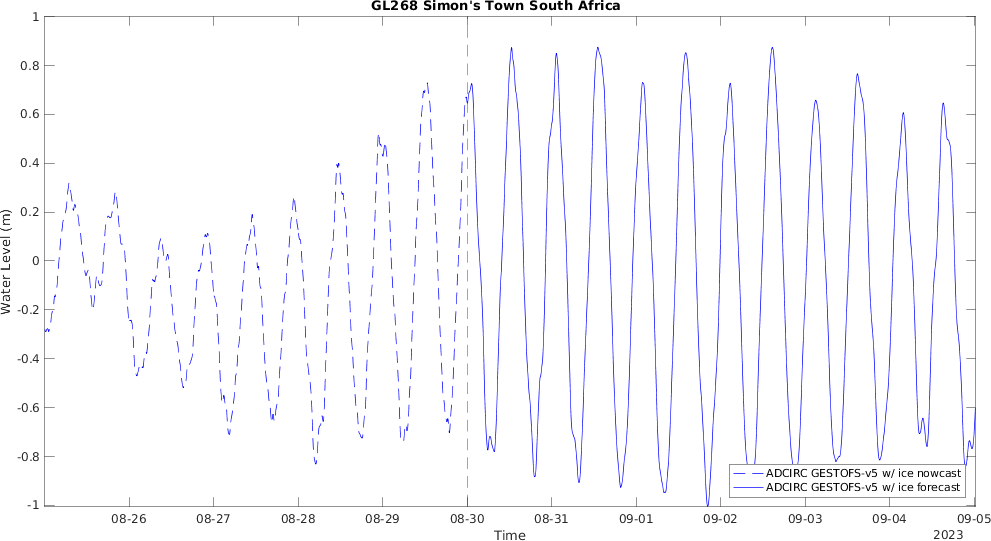 GL268 Simon's Town South Africa
Water Level (m)
1
0.8
0.6
0.4
0.2
0
-0.2
-0.4
-0.6
-0.8
-1
ADCIRC GESTOFS-v5 w/ ice nowcast
ADCIRC GESTOFS-v5 w/ ice forecast
08-26 08-27 08-28 08-29 08-30 08-31 09-01 09-02 09-03 09-04 09-05
Time
2023